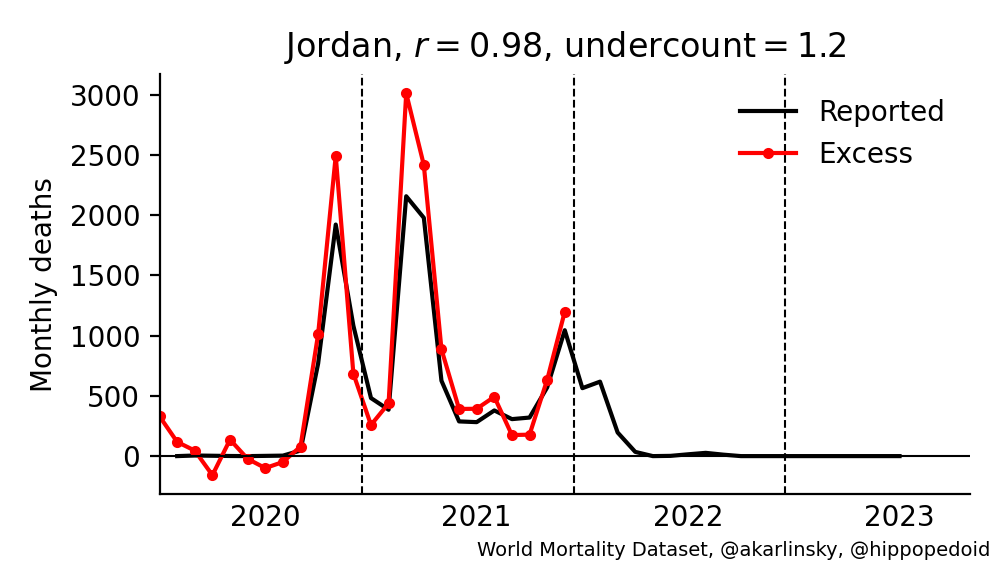 Jordan, r = 0.98, undercount = 1.2
Monthly deaths
3000
2500
2000
1500
1000
500
0
Reported
Excess
2020 2021 2022 2023
World Mortality Dataset, @akarlinsky, @hippopedoid